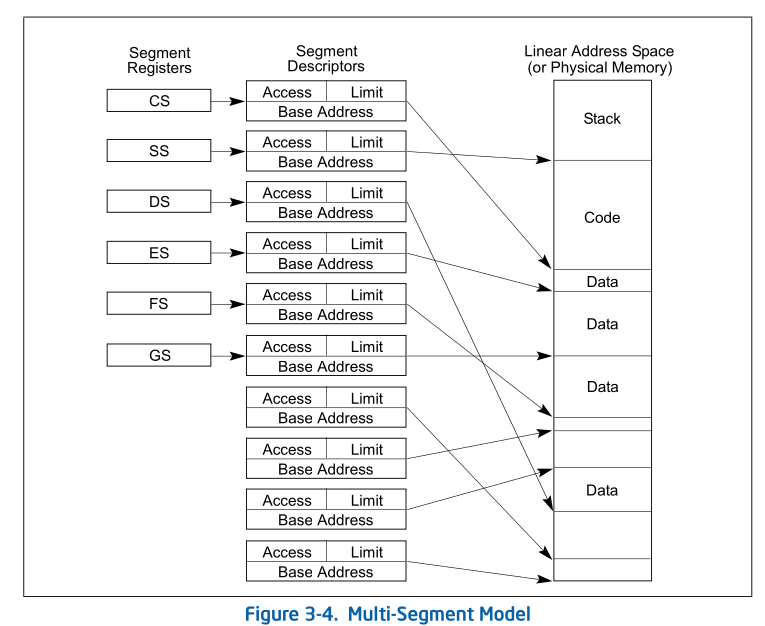 Segment
Registers
Segment
Descriptors
Linear Address Space
(or Physical Memory)
CS
Access Limit
Base Address
Stack
SS
Access Limit
Base Address
DS
Access Limit
Base Address
Code
ES
Access Limit
Base Address
Data
FS
Access Limit
Base Address
Data
GS
Access Limit
Base Address
Data
Access Limit
Base Address
Access Limit
Base Address
Access Limit
Base Address
Data
Access Limit
Base Address
Figure 3-4. Multi-Segment Model